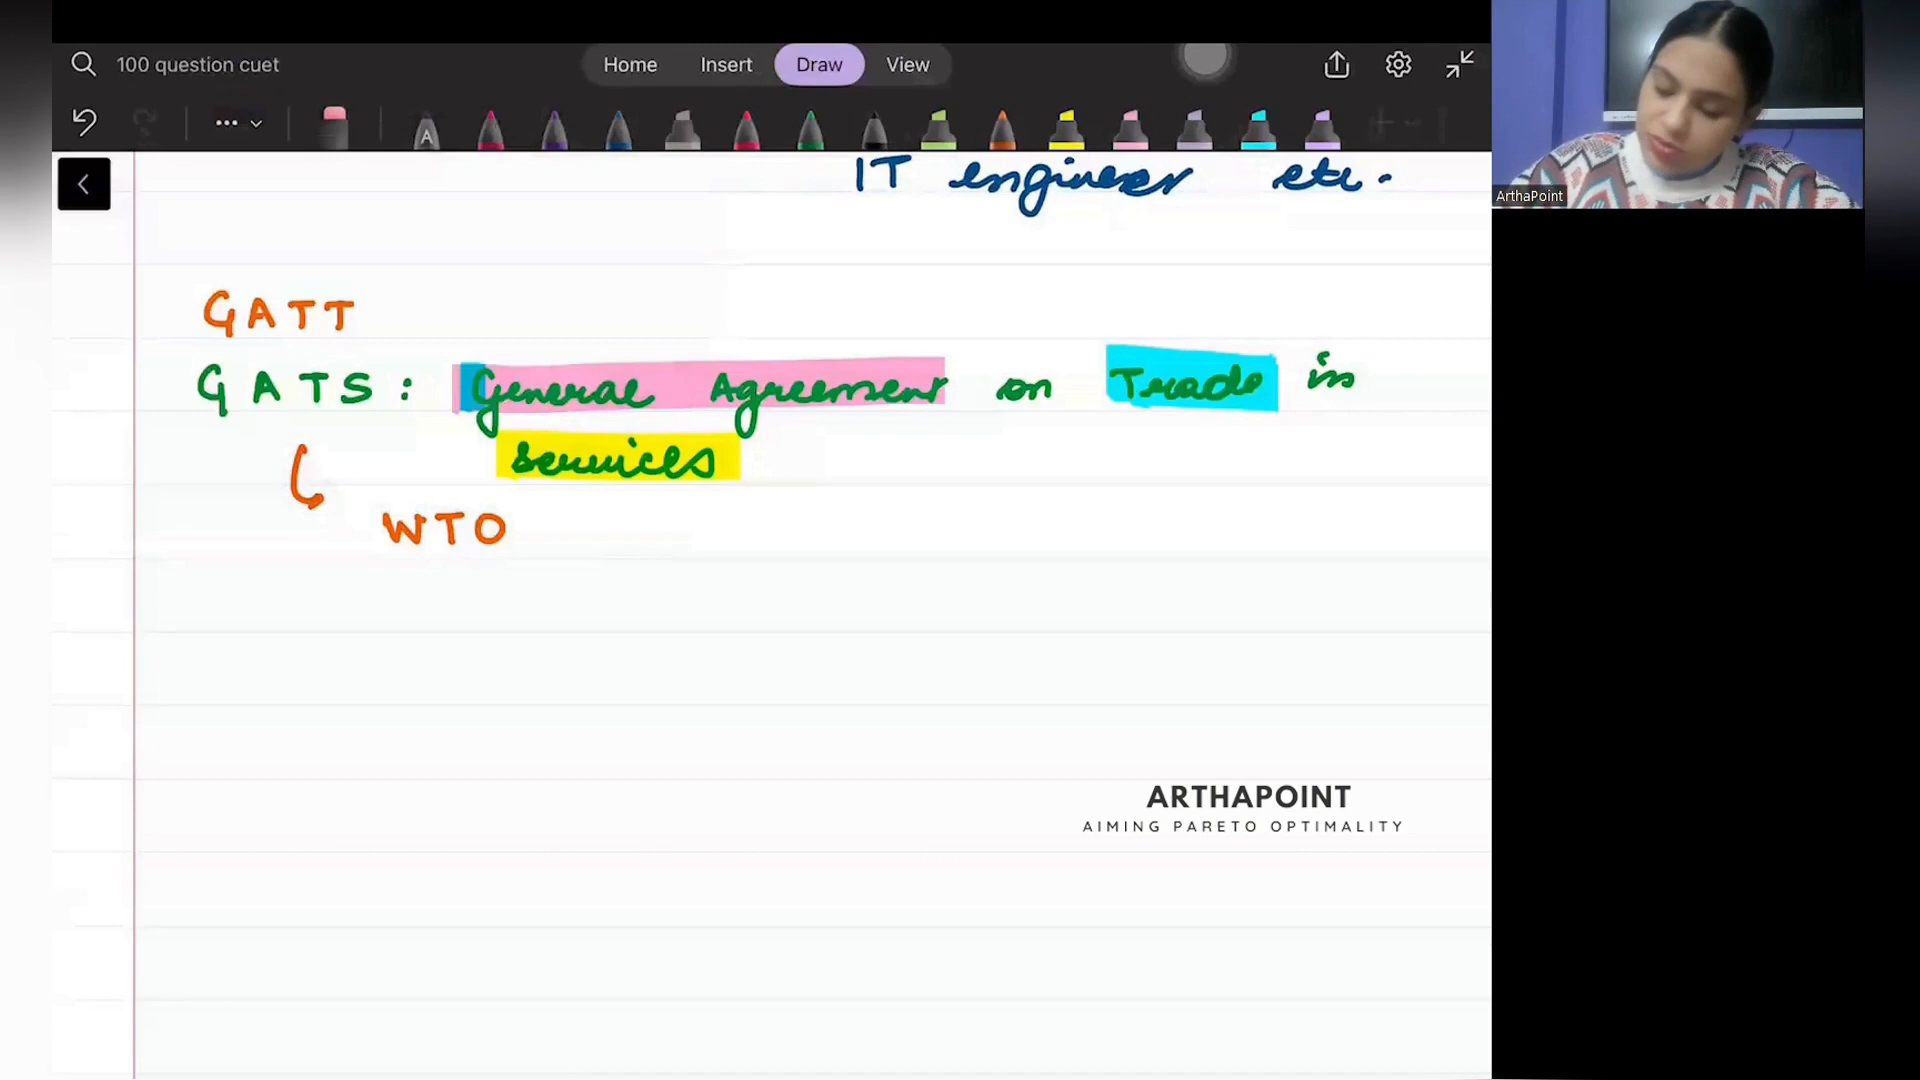 100 question cuet
Home Insert Draw View
A
IT engineer etc.
GATT
GATS: General Agreement on Trade in
Services
WTO
ARTHAPOINT
AIMING PARETO OPTIMALITY
ArthaPoint